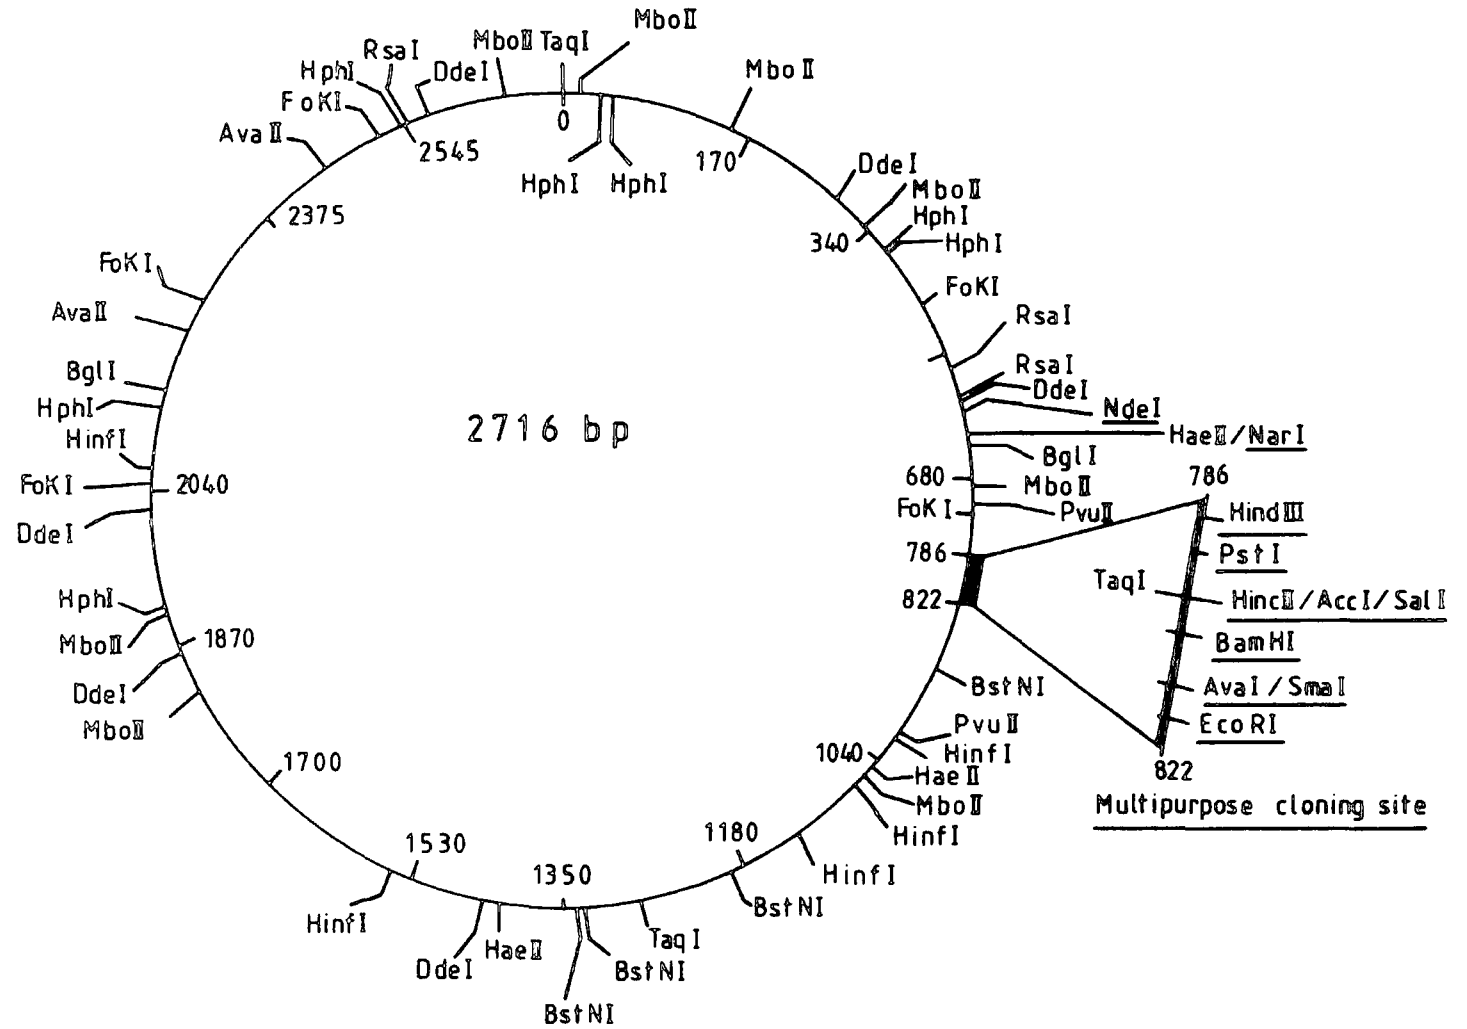 MboII
MboII TaqI
RsaI
DdeI
HphI
FoKI
AvaII
2545
0
HphI HphI
MboII
170
DdeI
MboII
HphI
HphI
340
FoKI
RsaI
RsaI
DdeI
NdeI
HaeII/NarI
BglI
680
MboII
FoKI
PvuII
786
822
786
HindIII
PstI
TaqI
HincII/AccI/SalI
BamHI
AvaI/SmaI
EcoRI
822
Multipurpose cloning site
BstNI
PvuII
HinfI
1040
HaeII
MboII
HinfI
1180
HinfI
BstNI
1350
TaqI
BstNI
BstNI
HaeII
DdeI
1530
HinfI
1700
MboII
DdeI
1870
MboII
HphI
DdeI
2040
FoKI
HinfI
HphI
BglI
AvaII
FoKI
2375
2716 bp